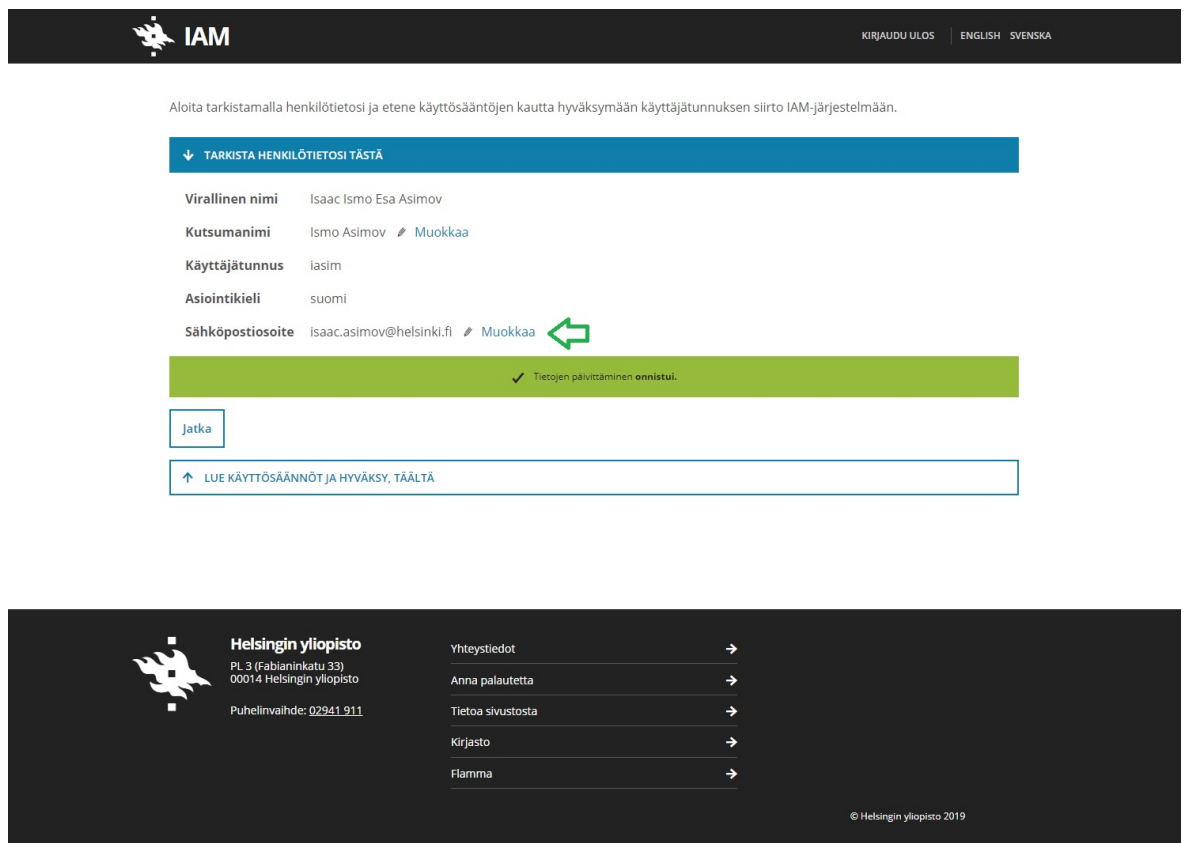 IAM
KIRJAUDU ULOS ENGLISH SVENSKA
Aloita tarkistamalla henkilötietosi ja etene käyttösääntöjen kautta hyväksymään käyttäjätunnuksen siirto IAM-järjestelmään.
TARKISTA HENKILÖTIETOSI TÄSTÄ
Virallinen nimi Isaac Ismo Esa Asimov
Kutsumanimi Ismo Asimov Muokkaa
Käyttäjätunnus iasim
Asiointikieli suomi
Sähköpostiosoite isaac.asimov@helsinki.fi Muokkaa
Tietojen päivittäminen onnistui.
Jatka
LUE KÄYTTÖSÄÄNNÖT JA HYVÄKSY, TÄÄLTÄ
Helsingin yliopisto
PL 3 (Fabianinkatu 33)
00014 Helsingin yliopisto
Puhelinvaihde: 02941 911
Yhteystiedot
Anna palautetta
Tietoa sivustosta
Kirjasto
Flamma
© Helsingin yliopisto 2019